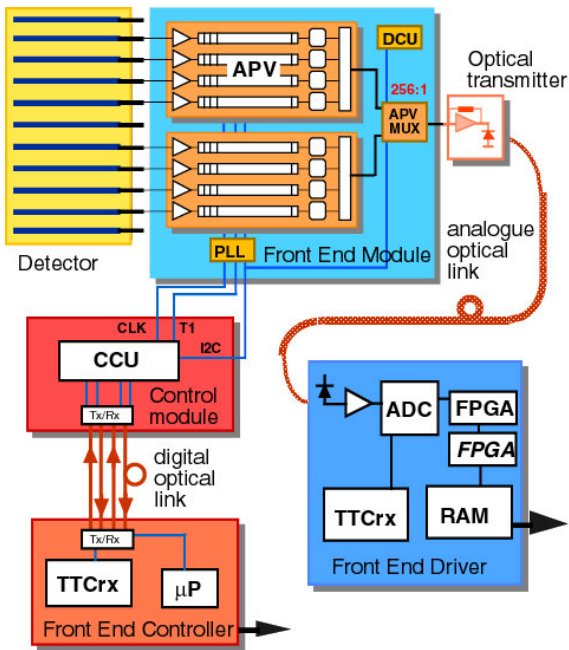 APV
DCU
256:1
APV
MUX
Optical
transmitter
PLL
Front End Module
Detector
analogue
optical
link
CLK
T1
I2C
CCU
Control
module
Tx/Rx
digital
optical
link
Tx/Rx
TTCrx
µP
Front End Controller
ADC
FPGA
FPGA
TTCrx
RAM
Front End Driver